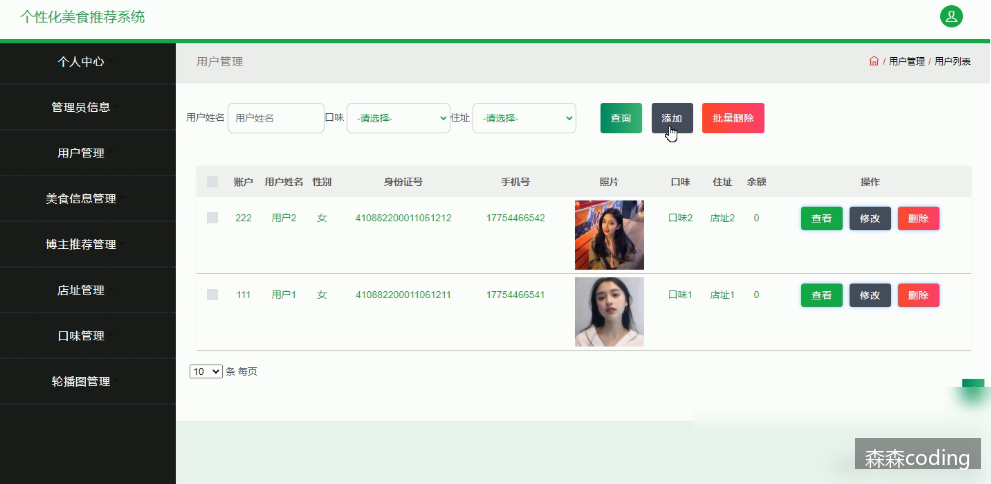 个性化美食推荐系统
个人中心
管理员信息
用户管理
美食信息管理
博主推荐管理
店址管理
口味管理
轮播图管理
用户管理
/ 用户管理 / 用户列表
用户姓名 用户姓名 口味 -请选择- 住址 -请选择- 查询 添加 批量删除
账户 用户姓名 性别 身份证号 手机号 照片 口味 住址 余额 操作
222 用户2 女 410882200011061212 17754466542 口味2 店址2 0 查看 修改 删除
111 用户1 女 410882200011061211 17754466541 口味1 店址1 0 查看 修改 删除
10 条 每页
森森coding